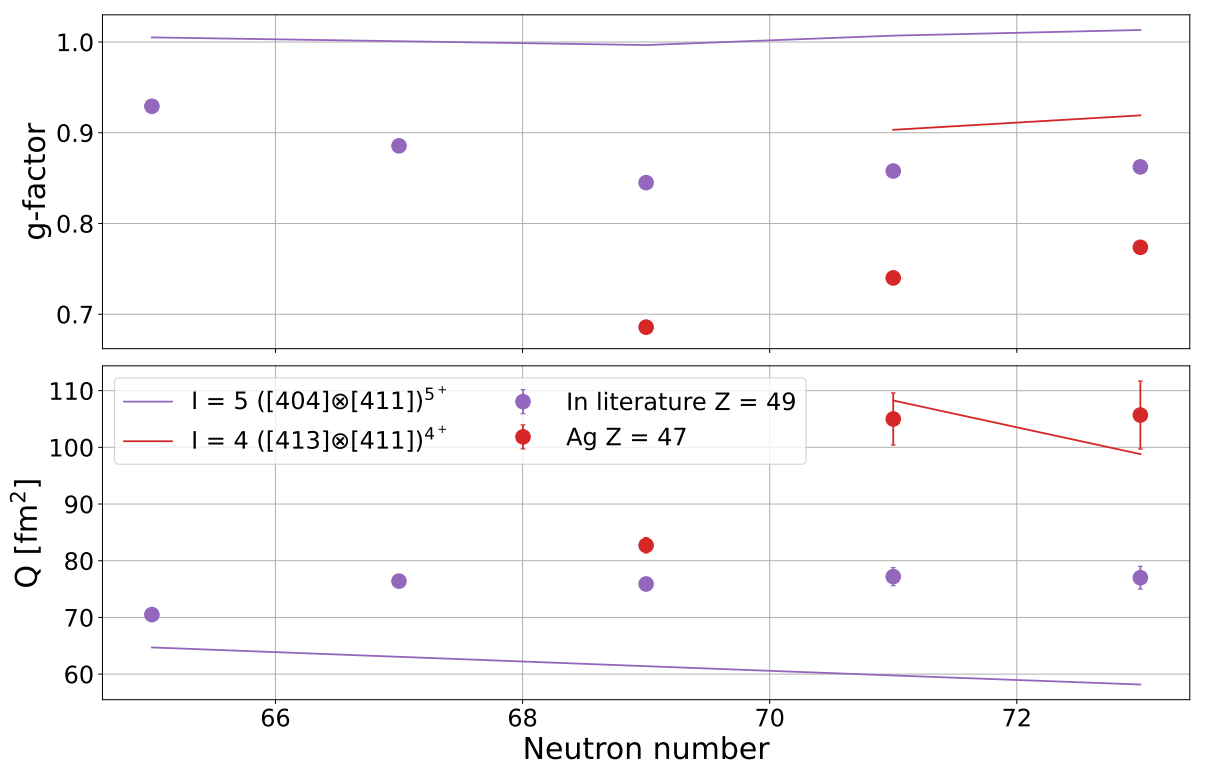 1.0
0.9
0.8
0.7
g-factor
110
100
90
80
70
60
Q [fm²]
I = 5 ([404]⊗[411])⁵⁺
I = 4 ([413]⊗[411])⁴⁺
In literature Z = 49
Ag Z = 47
66 68 70 72
Neutron number